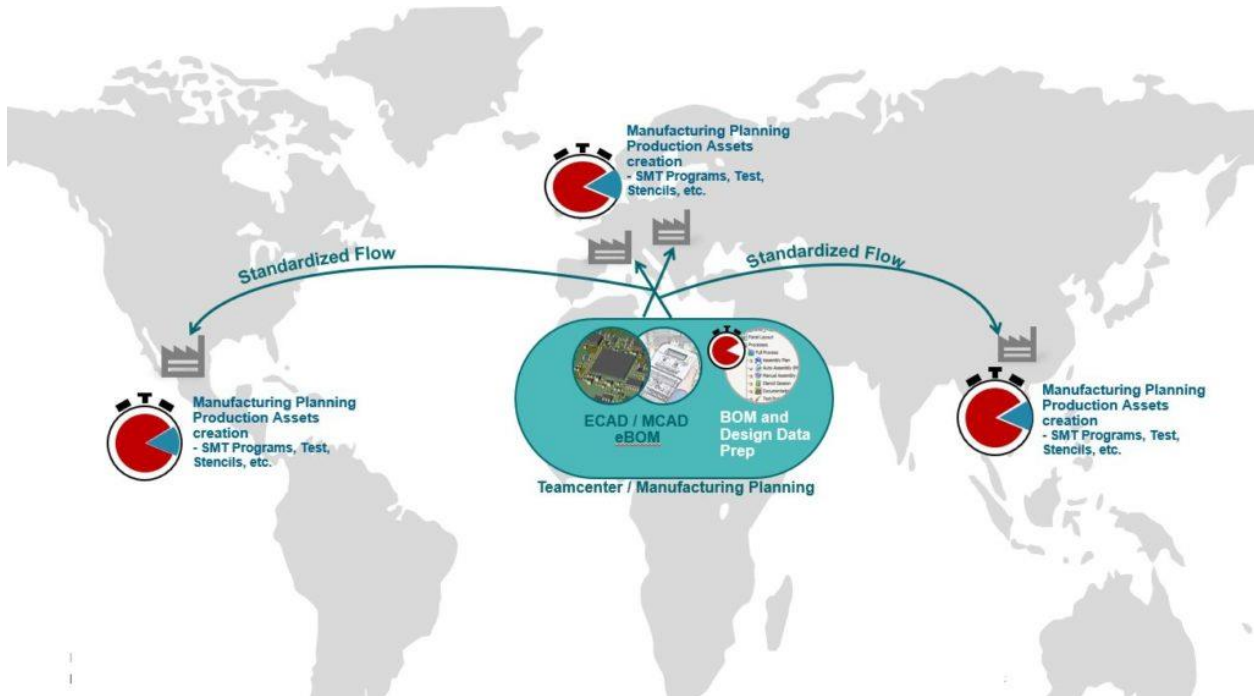 Manufacturing Planning
Production Assets
creation
- SMT Programs, Test,
Stencils, etc.
Standardized Flow
Standardized Flow
Manufacturing Planning
Production Assets
creation
- SMT Programs, Test,
Stencils, etc.
Manufacturing Planning
Production Assets
creation
- SMT Programs, Test,
Stencils, etc.
ECAD / MCAD
eBOM
Panel Layout
Processes
Full Process
Assembly Plan
Manual Assembly
Stencil
BOM and
Design Data
Prep
Teamcenter / Manufacturing Planning